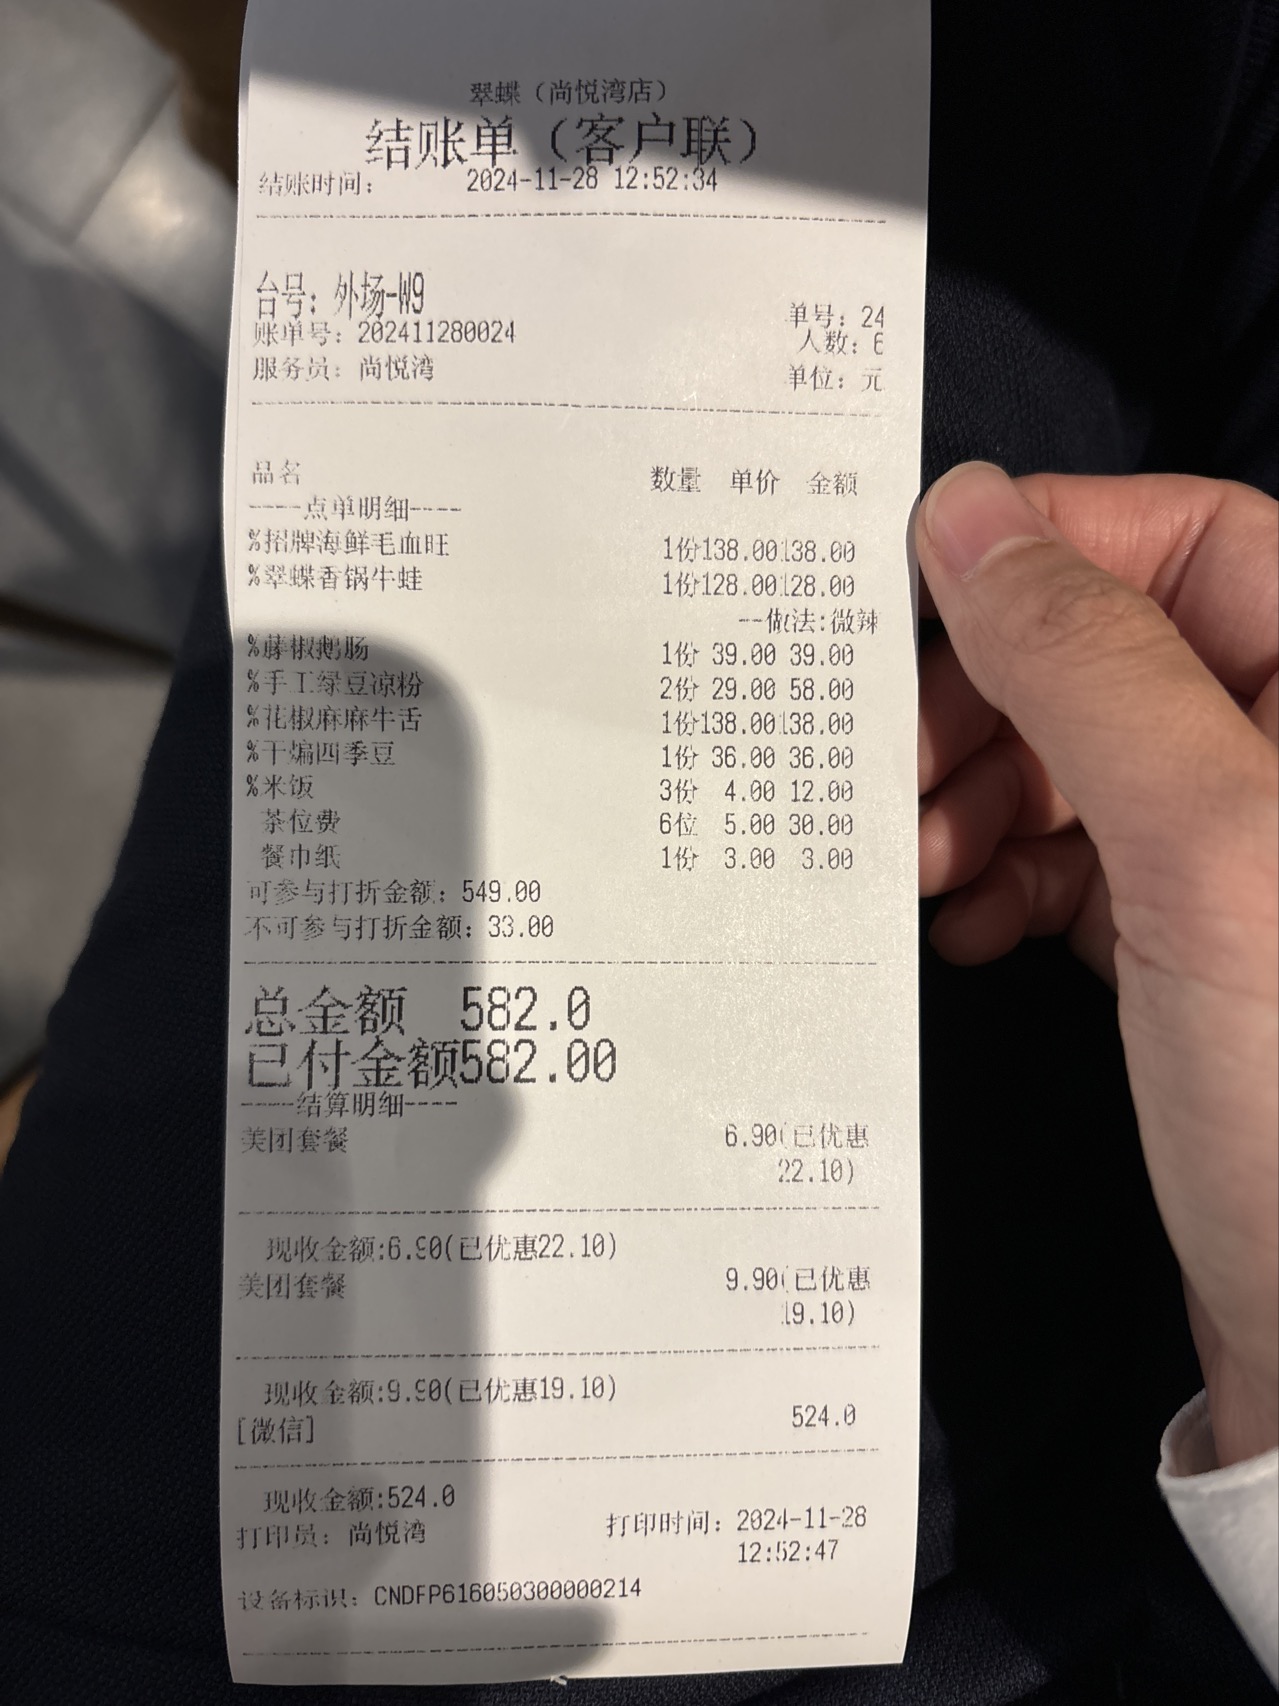 翠蝶（尚悦湾店）
结账单（客户联）
结账时间： 2024-11-28 12:52:34
台号：外场-W9
单号：24
账单号：202411280024
人数：6
服务员：尚悦湾
单位：元
品名 数量 单价 金额
----点单明细----
%招牌海鲜毛血旺 1份138.00138.00
%翠蝶香锅牛蛙 1份128.00128.00
--做法:微辣
%藤椒鹅肠 1份 39.00 39.00
%手工绿豆凉粉 2份 29.00 58.00
%花椒麻麻牛舌 1份138.00138.00
%干煸四季豆 1份 36.00 36.00
%米饭 3份 4.00 12.00
茶位费 6位 5.00 30.00
餐巾纸 1份 3.00 3.00
可参与打折金额：549.00
不可参与打折金额：33.00
总金额 582.0
已付金额582.00
----结算明细----
美团套餐 6.90(已优惠
22.10)
现收金额:6.90(已优惠22.10)
美团套餐 9.90(已优惠
19.10)
现收金额:9.90(已优惠19.10)
[微信] 524.0
现收金额:524.0
打印员：尚悦湾 打印时间：2024-11-28
12:52:47
设备标识：CNDFP616050300000214